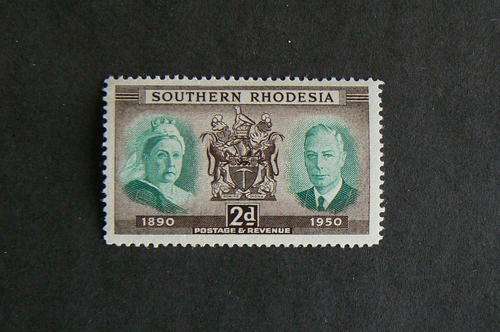 SOUTHERN RHODESIA
1890 2d 1950
POSTAGE & REVENUE